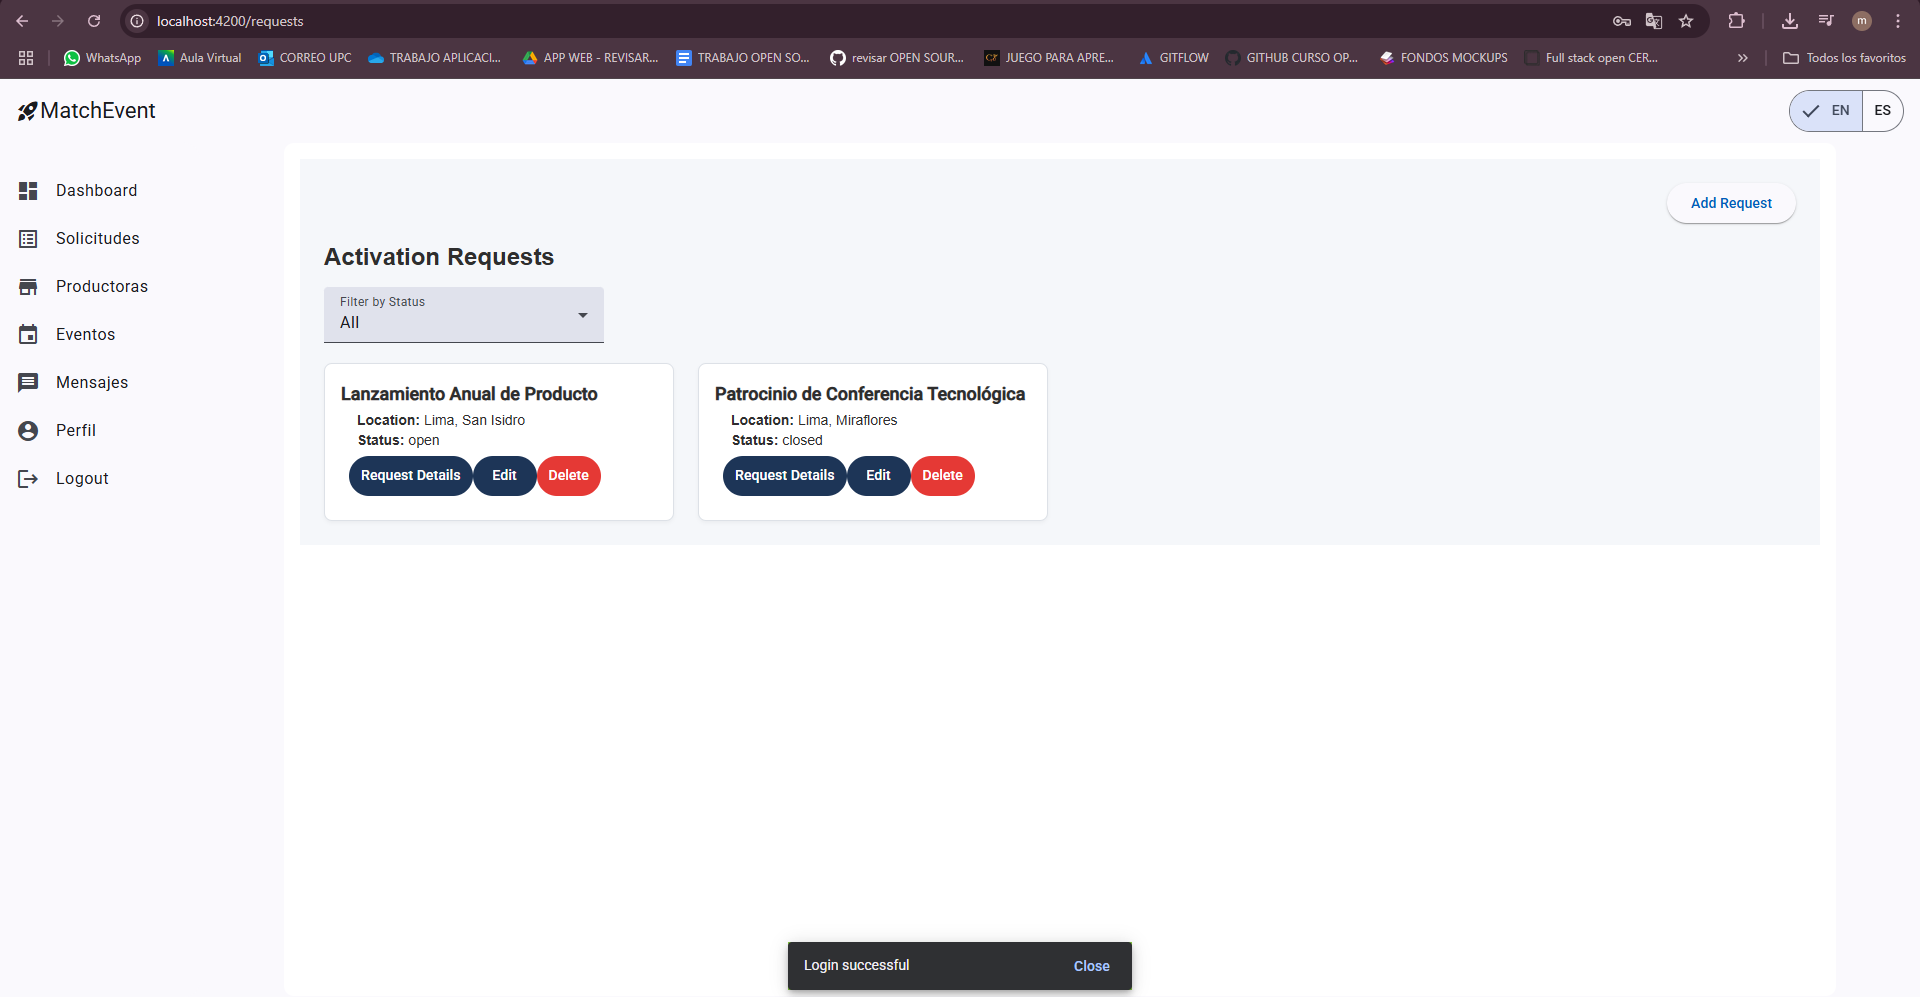 localhost:4200/requests
m
WhatsApp
Aula Virtual
CORREO UPC
TRABAJO APLICACI...
APP WEB - REVISAR...
TRABAJO OPEN SO...
revisar OPEN SOUR...
JUEGO PARA APRE...
GITFLOW
GITHUB CURSO OP...
FONDOS MOCKUPS
Full stack open CER...
Todos los favoritos
MatchEvent
EN
ES
Dashboard
Solicitudes
Productoras
Eventos
Mensajes
Perfil
Logout
Add Request
Activation Requests
Filter by Status
All
Lanzamiento Anual de Producto
Location: Lima, San Isidro
Status: open
Request Details Edit Delete
Patrocinio de Conferencia Tecnológica
Location: Lima, Miraflores
Status: closed
Request Details Edit Delete
Login successful
Close